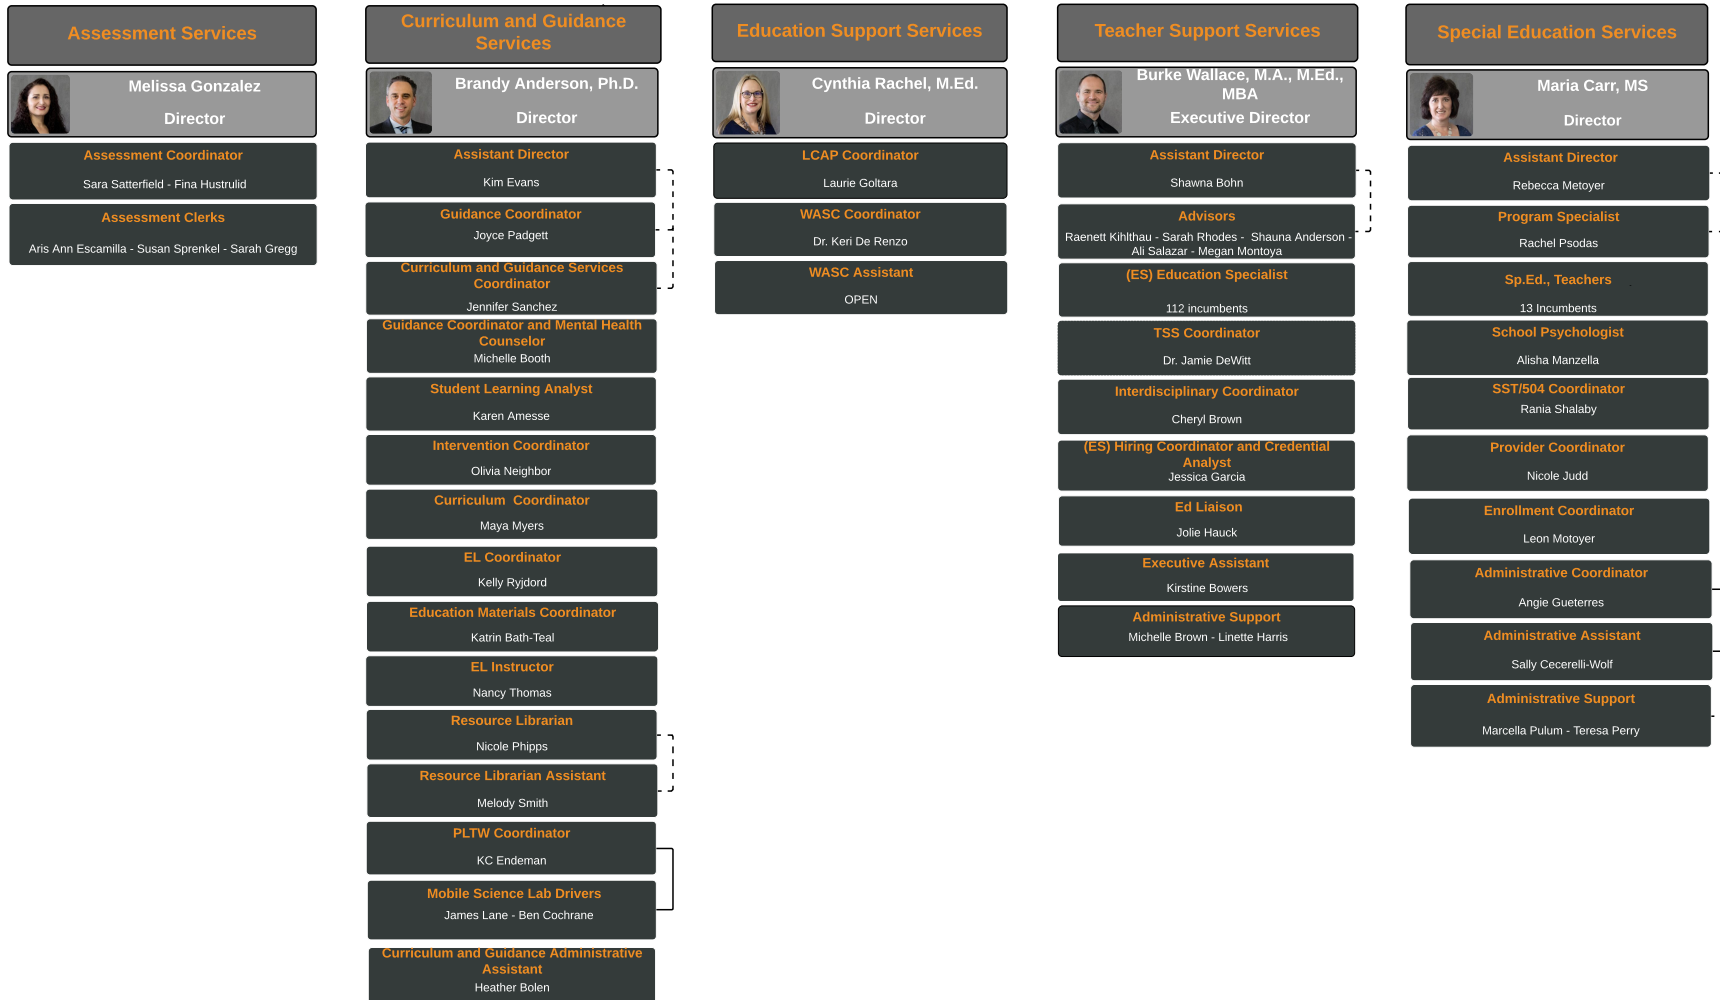 Assessment Services
Melissa Gonzalez
Director
Assessment Coordinator
Sara Satterfield - Fina Hustrulid
Assessment Clerks
Aris Ann Escamilla - Susan Sprenkel - Sarah Gregg
Curriculum and Guidance
Services
Brandy Anderson, Ph.D.
Director
Assistant Director
Kim Evans
Guidance Coordinator
Joyce Padgett
Curriculum and Guidance Services
Coordinator
Jennifer Sanchez
Guidance Coordinator and Mental Health
Counselor
Michelle Booth
Student Learning Analyst
Karen Amesse
Intervention Coordinator
Olivia Neighbor
Curriculum  Coordinator
Maya Myers
EL Coordinator
Kelly Ryjdord
Education Materials Coordinator
Katrin Bath-Teal
EL Instructor
Nancy Thomas
Resource Librarian
Nicole Phipps
Resource Librarian Assistant
Melody Smith
PLTW Coordinator
KC Endeman
Mobile Science Lab Drivers
James Lane - Ben Cochrane
Curriculum and Guidance Administrative
Assistant
Heather Bolen
Education Support Services
Cynthia Rachel, M.Ed.
Director
LCAP Coordinator
Laurie Goltara
WASC Coordinator
Dr. Keri De Renzo
WASC Assistant
OPEN
Teacher Support Services
Burke Wallace, M.A., M.Ed.,
MBA
Executive Director
Assistant Director
Shawna Bohn
Advisors
Raenett Kihlthau - Sarah Rhodes -  Shauna Anderson -
Ali Salazar - Megan Montoya
(ES) Education Specialist
112 incumbents
TSS Coordinator
Dr. Jamie DeWitt
Interdisciplinary Coordinator
Cheryl Brown
(ES) Hiring Coordinator and Credential
Analyst
Jessica Garcia
Ed Liaison
Jolie Hauck
Executive Assistant
Kirstine Bowers
Administrative Support
Michelle Brown - Linette Harris
Special Education Services
Maria Carr, MS
Director
Assistant Director
Rebecca Metoyer
Program Specialist
Rachel Psodas
Sp.Ed., Teachers
13 Incumbents
School Psychologist
Alisha Manzella
SST/504 Coordinator
Rania Shalaby
Provider Coordinator
Nicole Judd
Enrollment Coordinator
Leon Motoyer
Administrative Coordinator
Angie Gueterres
Administrative Assistant
Sally Cecerelli-Wolf
Administrative Support
Marcella Pulum - Teresa Perry